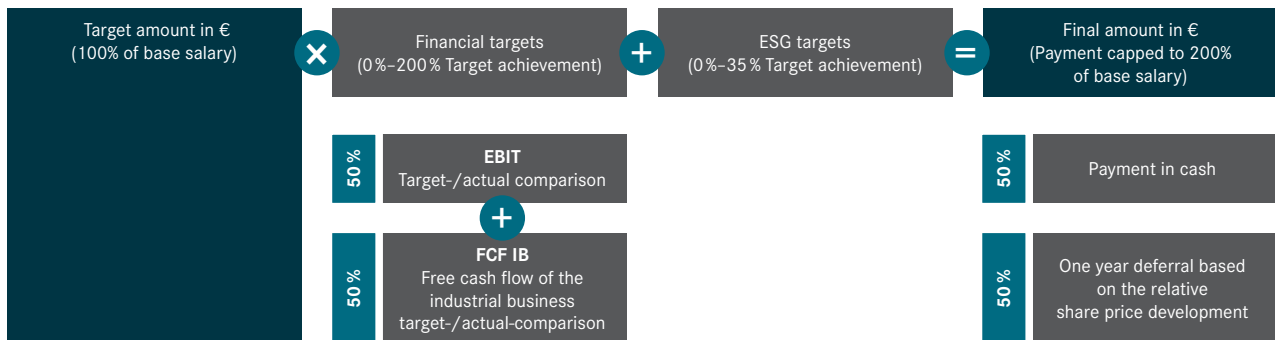 Target amount in €
(100% of base salary)
×
Financial targets
(0%–200% Target achievement)
+
ESG targets
(0%–35% Target achievement)
=
Final amount in €
(Payment capped to 200%
of base salary)
50%
EBIT
Target-/actual comparison
+
50%
FCF IB
Free cash flow of the
industrial business
target-/actual-comparison
50%
Payment in cash
50%
One year deferral based
on the relative
share price development